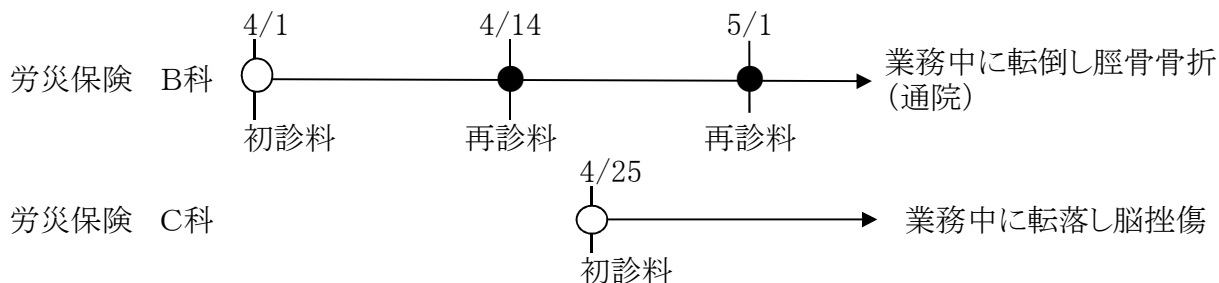 4/1 4/14 5/1
労災保険 B科 業務中に転倒し脛骨骨折
(通院)
初診料 再診料 再診料
4/25
労災保険 C科 業務中に転落し脳挫傷
初診料